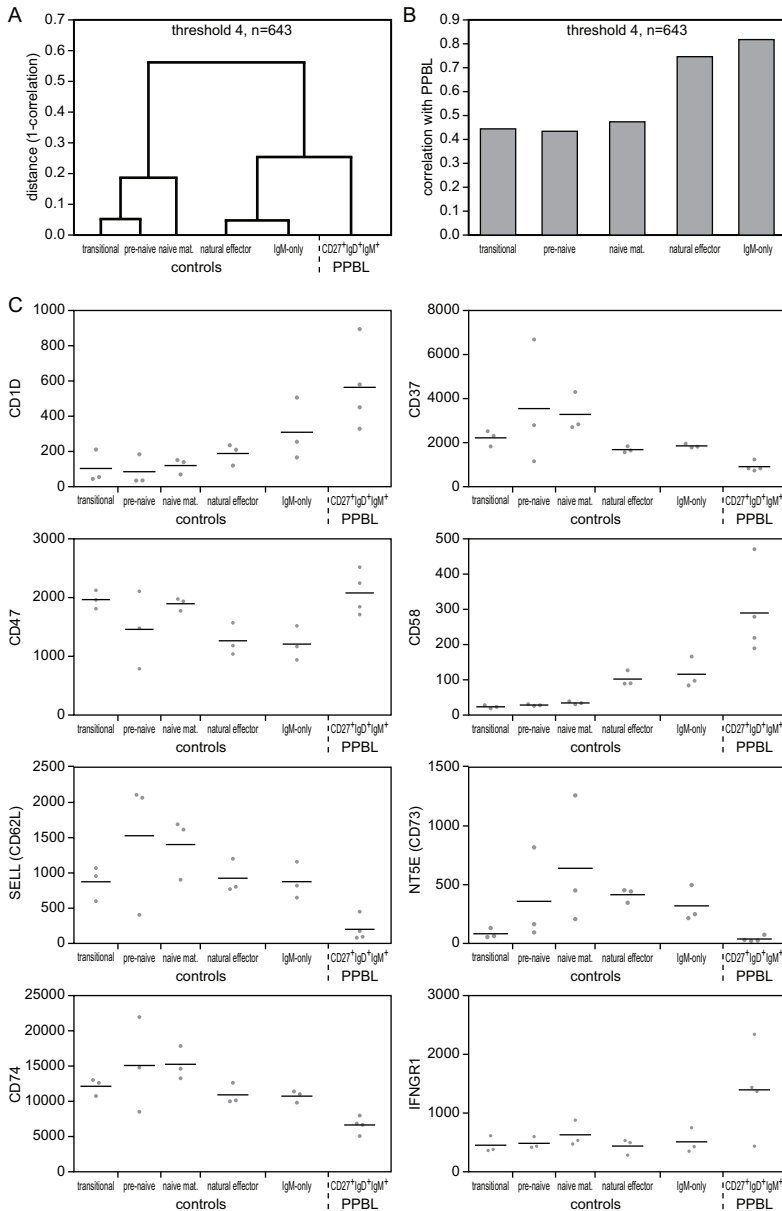 A
threshold 4, n=643
distance (1-correlation)
0.7
0.6
0.5
0.4
0.3
0.2
0.1
0.0
transitional pre-naive naive mat. natural effector IgM-only CD27+IgD+IgM+
controls PPBL
B
threshold 4, n=643
correlation with PPBL
0.9
0.8
0.7
0.6
0.5
0.4
0.3
0.2
0.1
0.0
transitional pre-naive naive mat. natural effector IgM-only
C
CD1D
1000
800
600
400
200
0
transitional pre-naive naive mat. natural effector IgM-only CD27+IgD+IgM+
controls PPBL
CD37
8000
6000
4000
2000
0
transitional pre-naive naive mat. natural effector IgM-only CD27+IgD+IgM+
controls PPBL
CD47
3000
2000
1000
0
transitional pre-naive naive mat. natural effector IgM-only CD27+IgD+IgM+
controls PPBL
CD58
500
400
300
200
100
0
transitional pre-naive naive mat. natural effector IgM-only CD27+IgD+IgM+
controls PPBL
SELL (CD62L)
2500
2000
1500
1000
500
0
transitional pre-naive naive mat. natural effector IgM-only CD27+IgD+IgM+
controls PPBL
NT5E (CD73)
1500
1000
500
0
transitional pre-naive naive mat. natural effector IgM-only CD27+IgD+IgM+
controls PPBL
CD74
25000
20000
15000
10000
5000
0
transitional pre-naive naive mat. natural effector IgM-only CD27+IgD+IgM+
controls PPBL
IFNGR1
3000
2000
1000
0
transitional pre-naive naive mat. natural effector IgM-only CD27+IgD+IgM+
controls PPBL